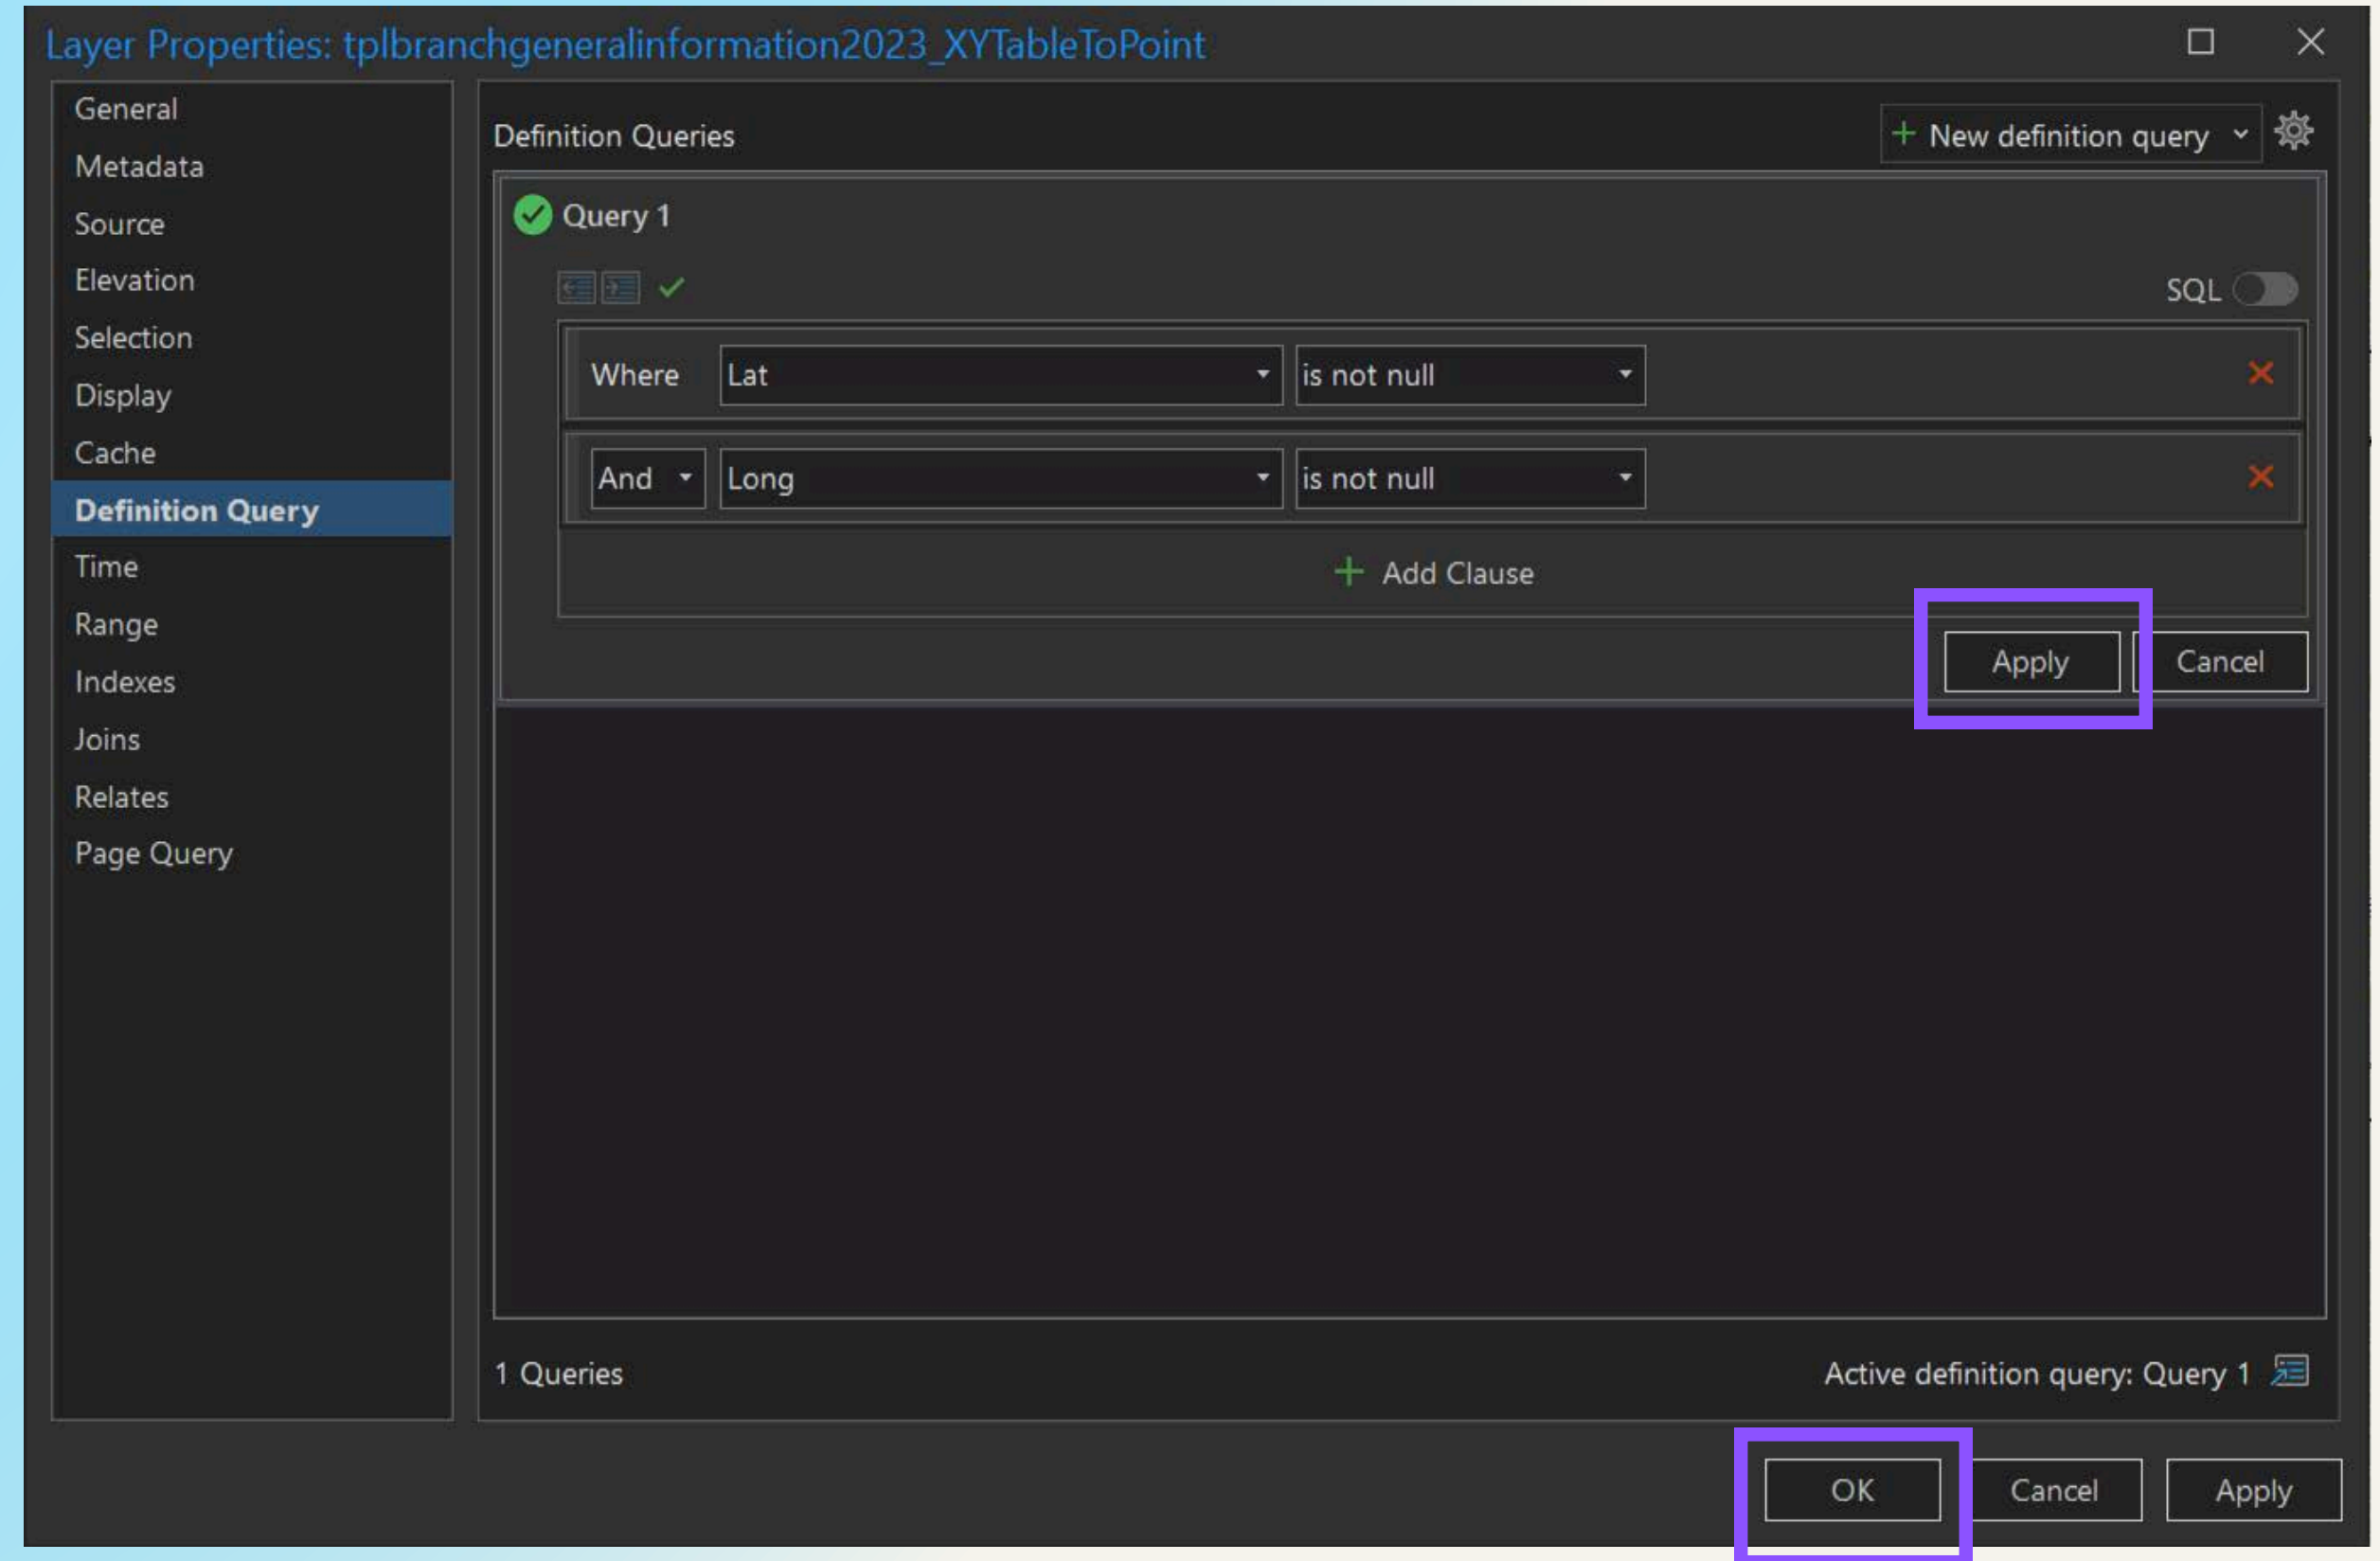 Layer Properties: tplbranchgeneralinformation2023_XYTableToPoint
General
Metadata
Source
Elevation
Selection
Display
Cache
Definition Query
Time
Range
Indexes
Joins
Relates
Page Query
Definition Queries
New definition query
Query 1
SQL
Where Lat is not null
And Long is not null
Add Clause
Apply Cancel
1 Queries
Active definition query: Query 1
OK Cancel Apply